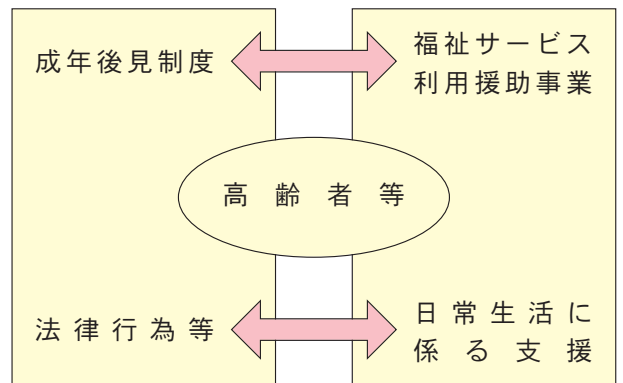 成年後見制度
福祉サービス
利用援助事業
高齢者等
法律行為等
日常生活に
係る支援